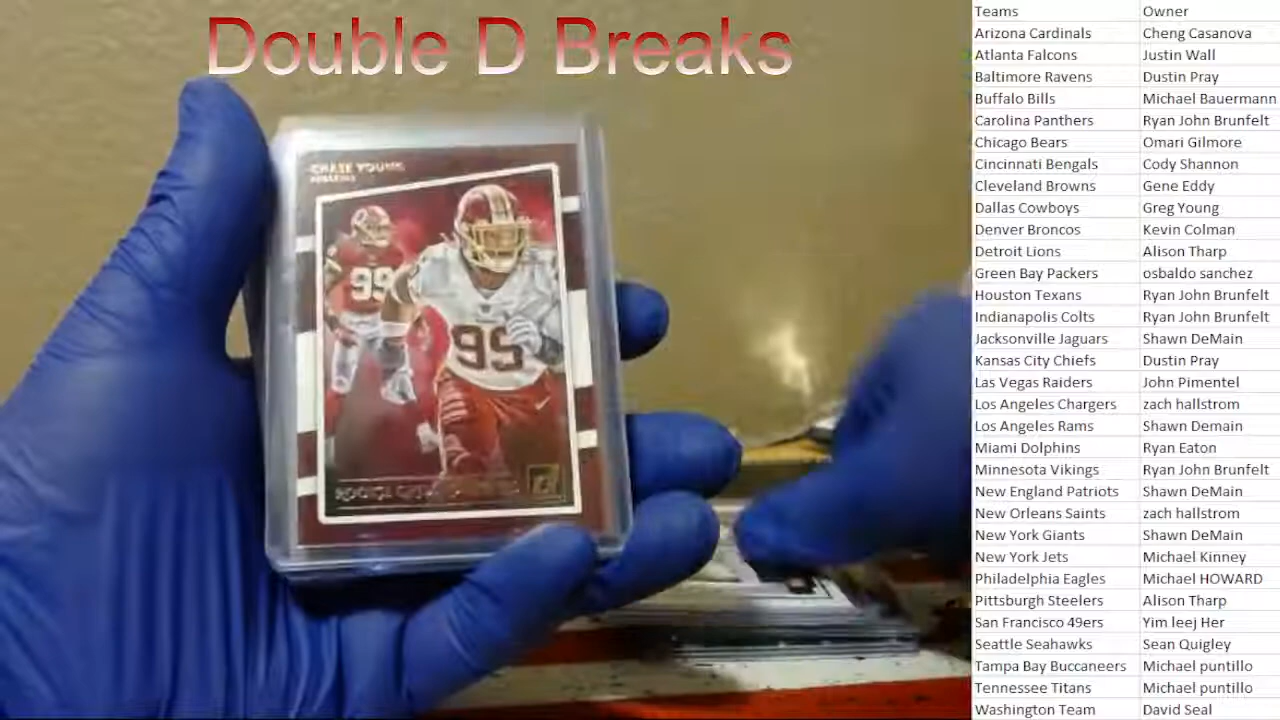 Double D Breaks
CHASE YOUNG
99
99
Teams Owner
Arizona Cardinals Cheng Casanova
Atlanta Falcons Justin Wall
Baltimore Ravens Dustin Pray
Buffalo Bills Michael Bauermann
Carolina Panthers Ryan John Brunfelt
Chicago Bears Omari Gilmore
Cincinnati Bengals Cody Shannon
Cleveland Browns Gene Eddy
Dallas Cowboys Greg Young
Denver Broncos Kevin Colman
Detroit Lions Alison Tharp
Green Bay Packers osbaldo sanchez
Houston Texans Ryan John Brunfelt
Indianapolis Colts Ryan John Brunfelt
Jacksonville Jaguars Shawn DeMain
Kansas City Chiefs Dustin Pray
Las Vegas Raiders John Pimentel
Los Angeles Chargers zach hallstrom
Los Angeles Rams Shawn Demain
Miami Dolphins Ryan Eaton
Minnesota Vikings Ryan John Brunfelt
New England Patriots Shawn DeMain
New Orleans Saints zach hallstrom
New York Giants Shawn DeMain
New York Jets Michael Kinney
Philadelphia Eagles Michael HOWARD
Pittsburgh Steelers Alison Tharp
San Francisco 49ers Yim leej Her
Seattle Seahawks Sean Quigley
Tampa Bay Buccaneers Michael puntillo
Tennessee Titans Michael puntillo
Washington Team David Seal